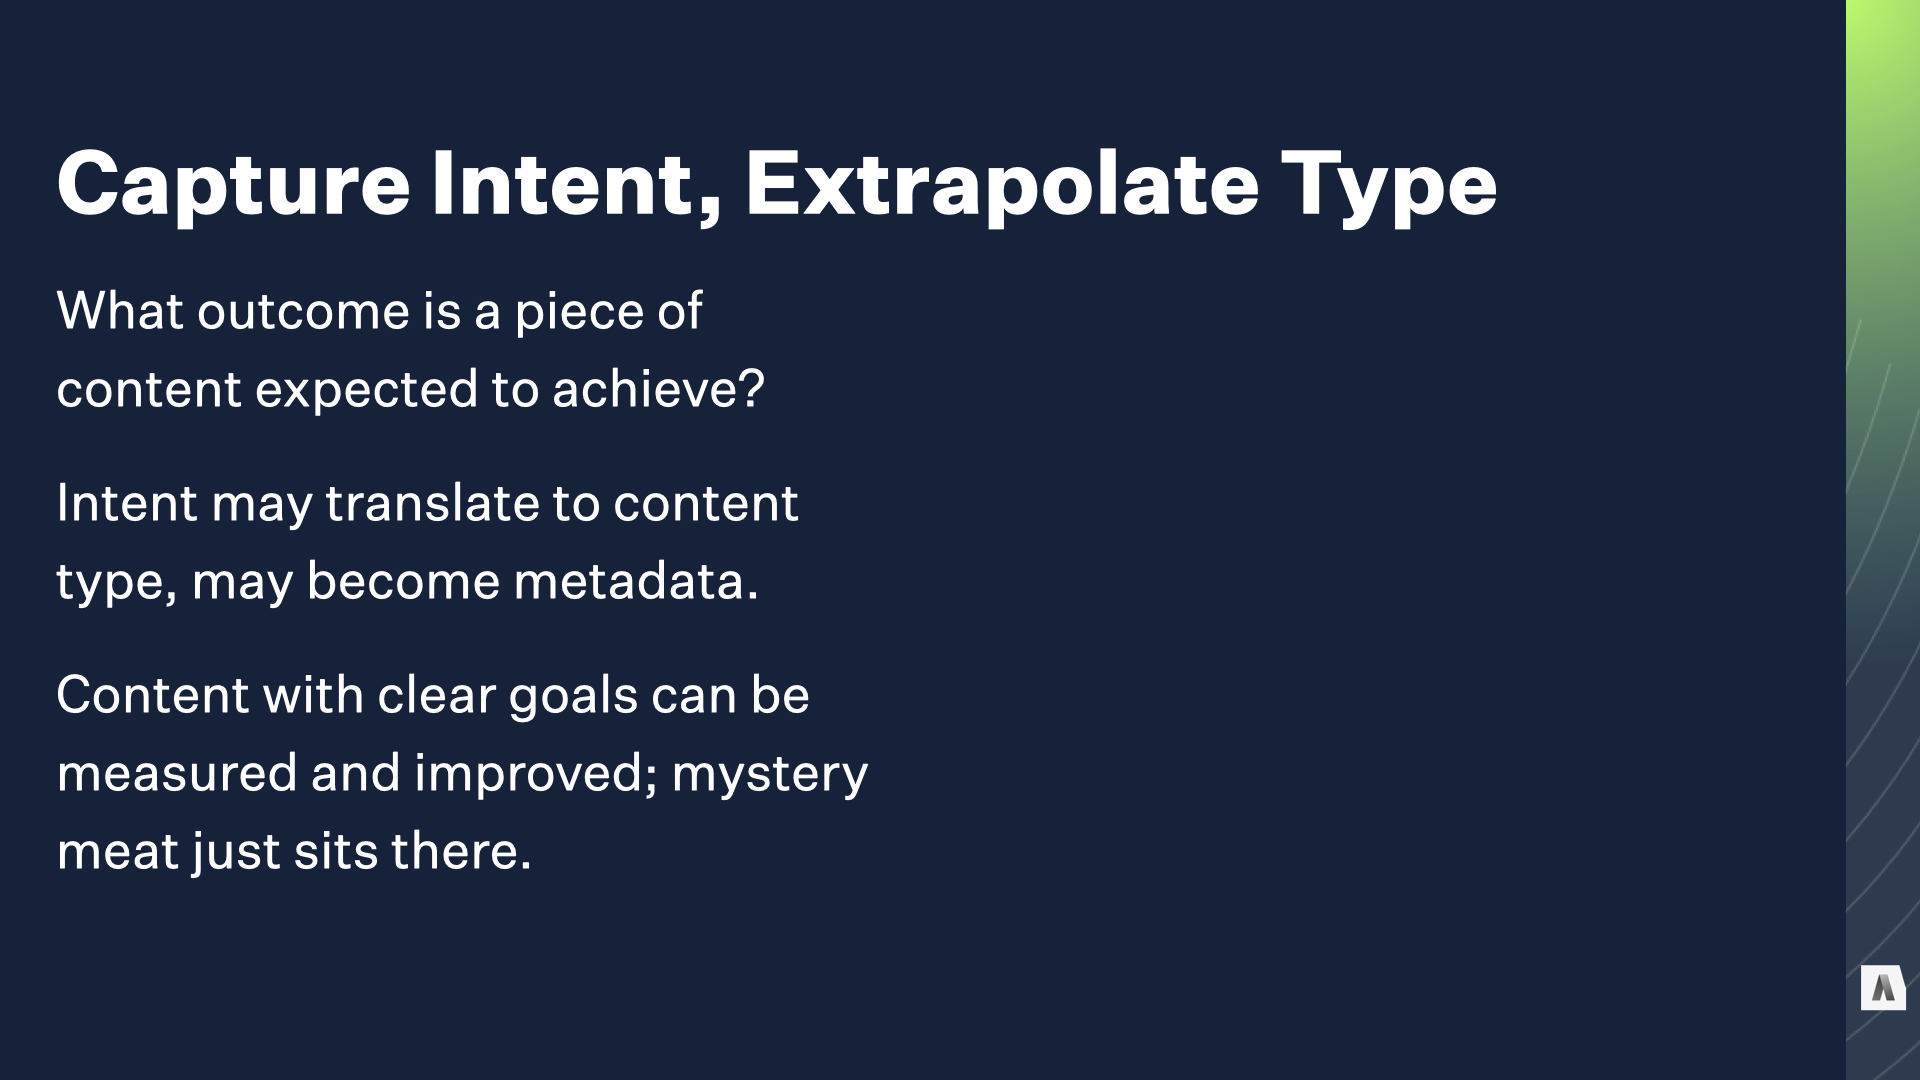 Capture Intent, Extrapolate Type
What outcome is a piece of
content expected to achieve?
Intent may translate to content
type, may become metadata.
Content with clear goals can be
measured and improved; mystery
meat just sits there.